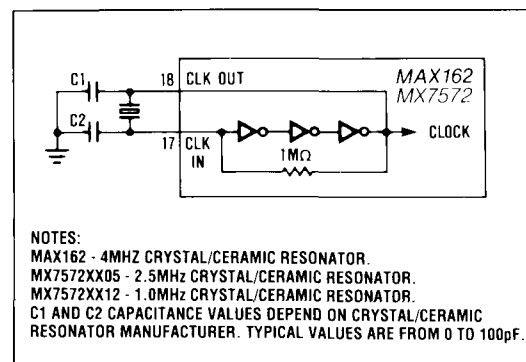 C1
18 CLK OUT
MAX162
MX7572
C2
17 CLK
IN
1MΩ
CLOCK
NOTES:
MAX162 - 4MHZ CRYSTAL/CERAMIC RESONATOR.
MX7572XX05 - 2.5MHz CRYSTAL/CERAMIC RESONATOR.
MX7572XX12 - 1.0MHz CRYSTAL/CERAMIC RESONATOR.
C1 AND C2 CAPACITANCE VALUES DEPEND ON CRYSTAL/CERAMIC
RESONATOR MANUFACTURER. TYPICAL VALUES ARE FROM 0 TO 100pF.